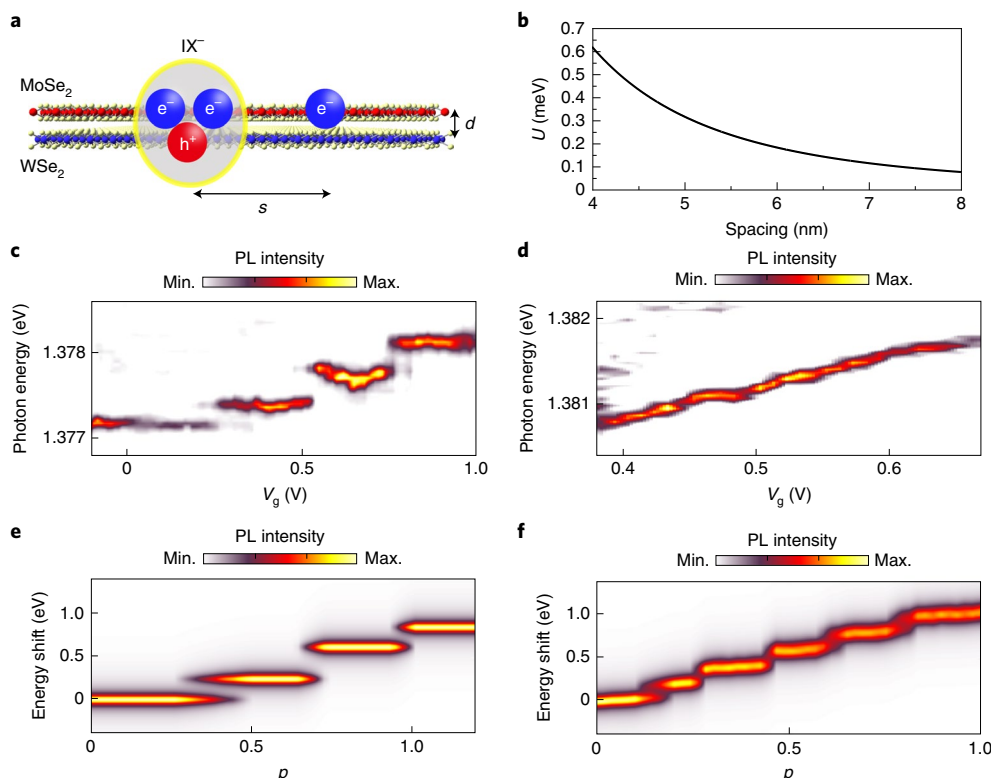 a
IX⁻
MoSe₂
e⁻ e⁻ e⁻
h⁺
d
WSe₂
s
b
0.7
0.6
0.5
0.4
0.3
0.2
0.1
0
U (meV)
4 5 6 7 8
Spacing (nm)
c
PL intensity
Min. Max.
Photon energy (eV)
1.378
1.377
0 0.5 1.0
V_g (V)
d
PL intensity
Min. Max.
Photon energy (eV)
1.382
1.381
0.4 0.5 0.6
V_g (V)
e
PL intensity
Min. Max.
Energy shift (eV)
1.0
0.5
0
0 0.5 1.0
p
f
PL intensity
Min. Max.
Energy shift (eV)
1.0
0.5
0
0 0.5 1.0
p